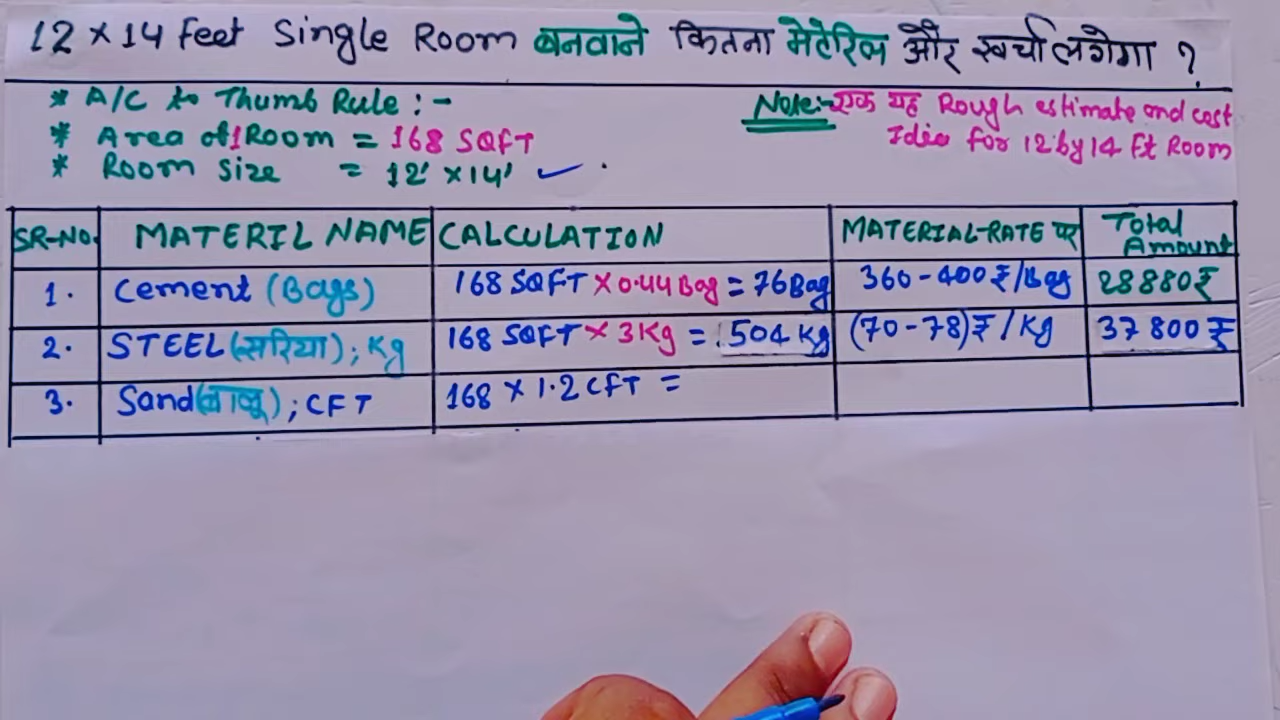 12 × 14 Feet Single Room बनवाने कितना मेटेरिल और खर्चा लगेगा ?
* A/C to Thumb Rule : -
* Area of 1 Room = 168 SQFT
* Room Size = 12' × 14'
Note:- एक यह Rough estimate and cost
Idia for 12 by 14 Ft Room
SR-NO. MATERIL NAME CALCULATION MATERIAL-RATE पर Total Amount
1. Cement (Bags) 168 SQFT × 0.44 Bag = 76 Bag 360 - 400 ₹ / Bag 28880 ₹
2. STEEL (सरिया) ; Kg 168 SQFT × 3 Kg = 504 Kg (70 - 78) ₹ / Kg 37800 ₹
3. Sand (बालू) ; CFT 168 × 1.2 CFT =